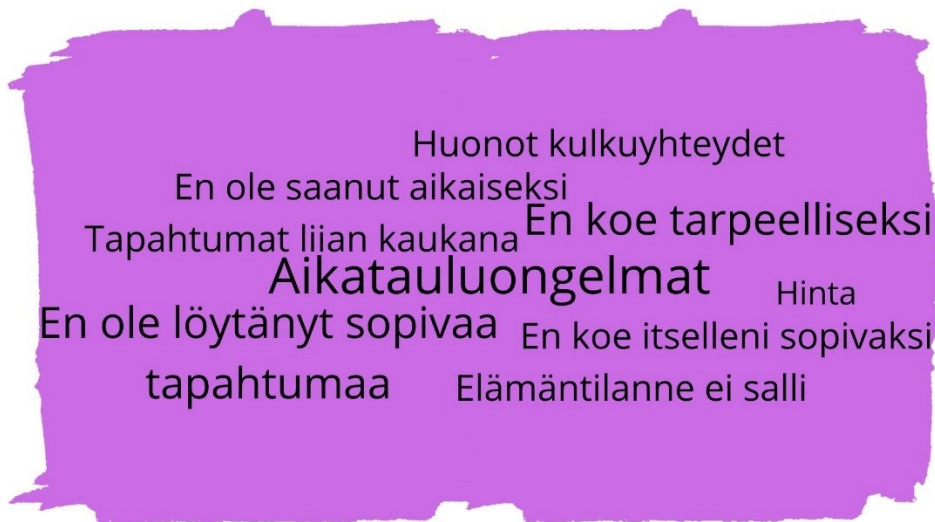 Huonot kulkuyhteydet
En ole saanut aikaiseksi
En koe tarpeelliseksi
Tapahtumat liian kaukana
Aikatauluongelmat
Hinta
En ole löytänyt sopivaa
tapahtumaa
En koe itselleni sopivaksi
Elämäntilanne ei salli